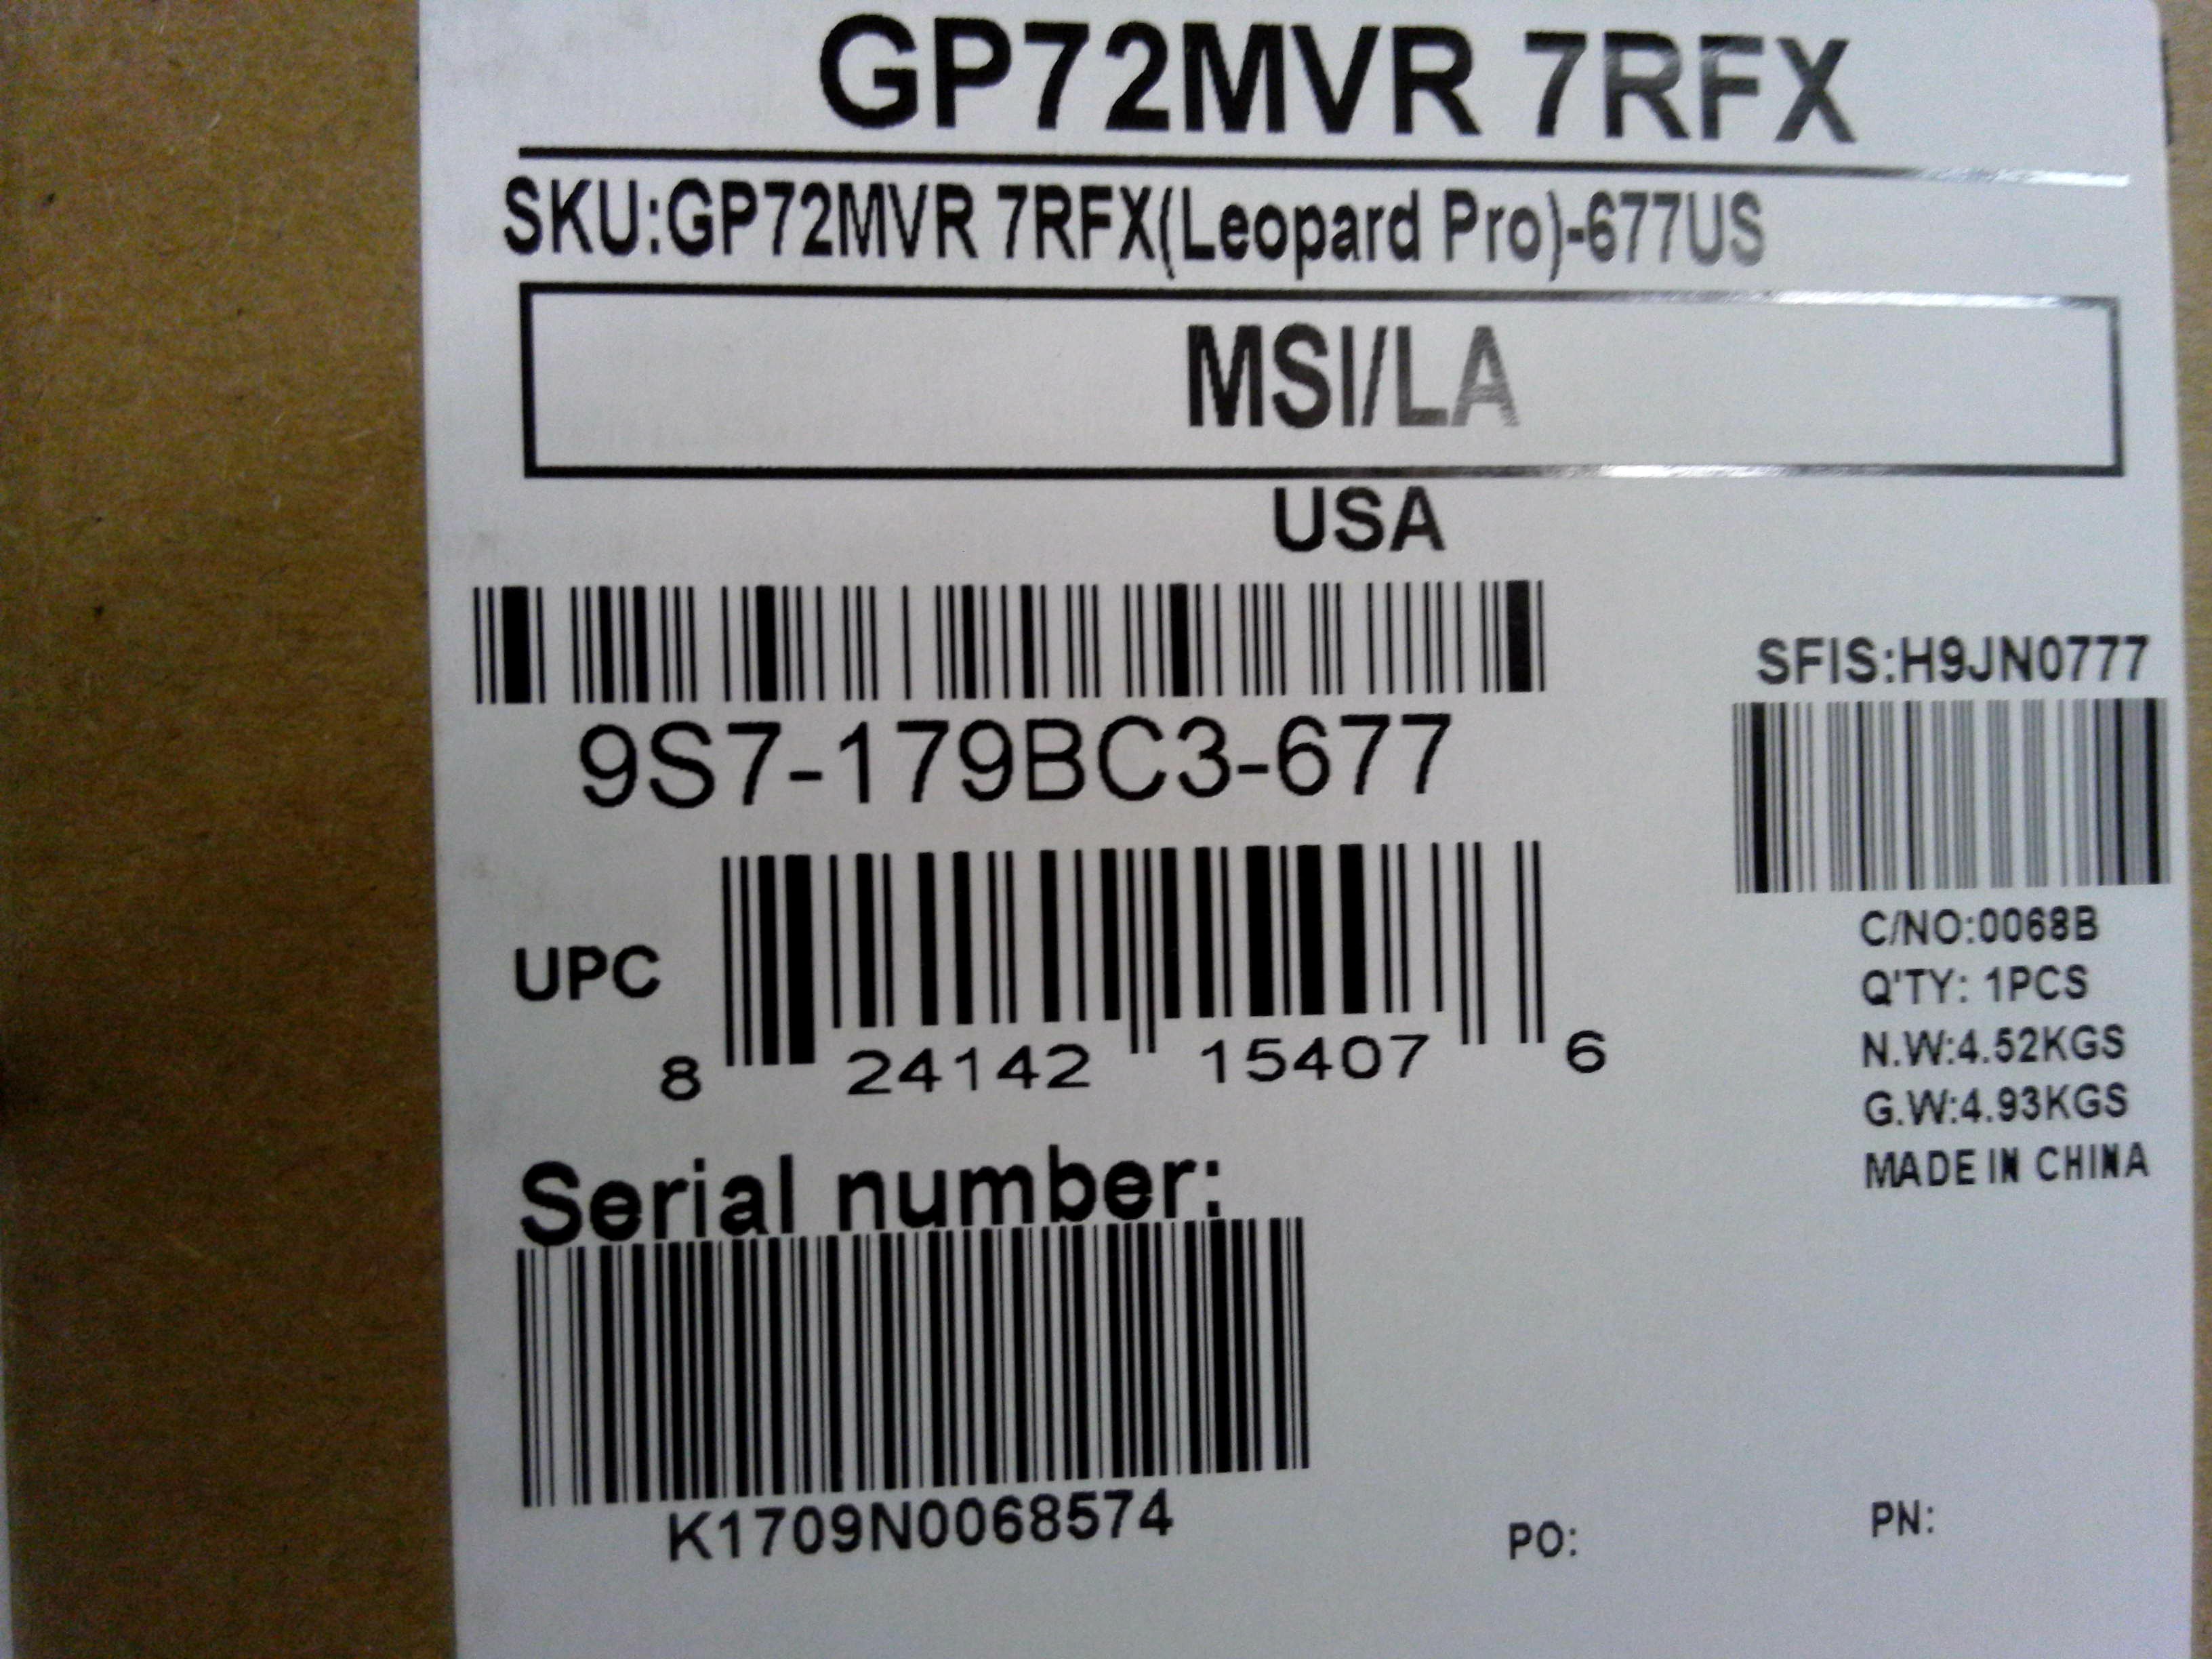 GP72MVR 7RFX
SKU:GP72MVR 7RFX(Leopard Pro)-677US
MSI/LA
USA
9S7-179BC3-677
SFIS:H9JN0777
UPC
8 24142 15407 6
C/NO:0068B
Q'TY: 1PCS
N.W:4.52KGS
G.W:4.93KGS
MADE IN CHINA
Serial number:
K1709N0068574
PO:
PN: